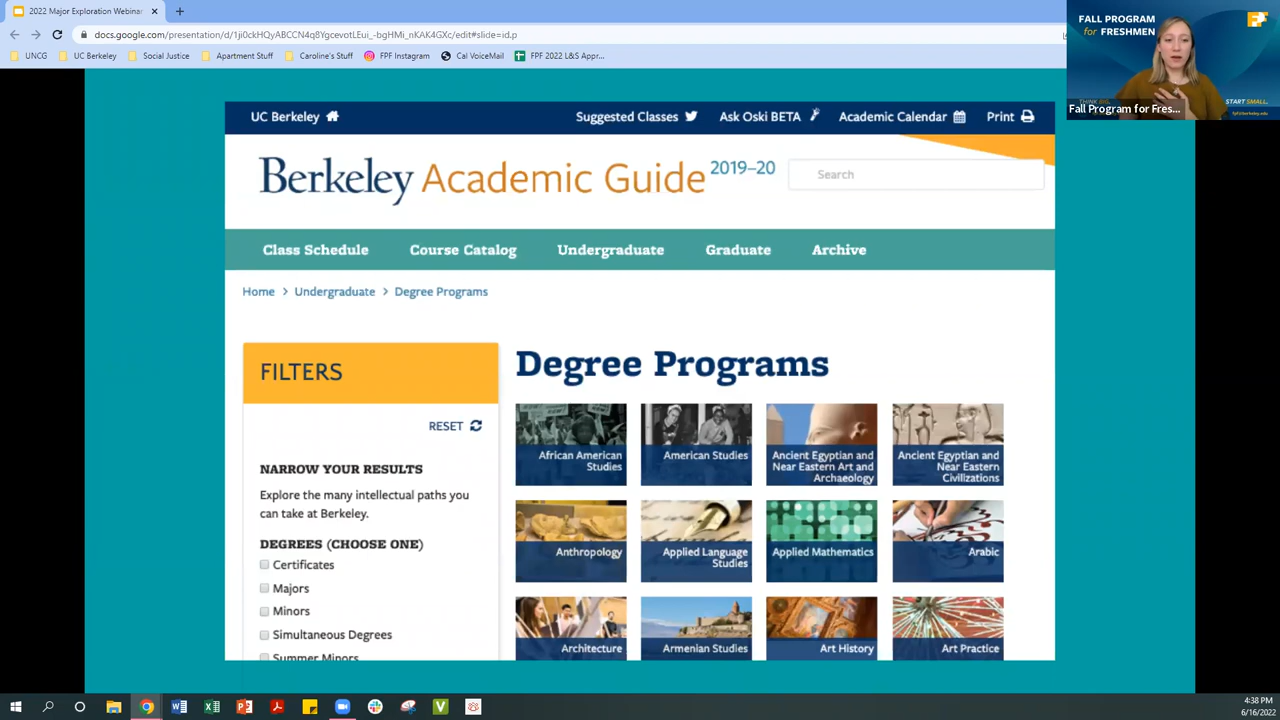 2022 Major Exploration Webinar
docs.google.com/presentation/d/1ji0ckHQyABCCN4q8YgcevotLEui_-bgHMi_nKAK4GXc/edit#slide=id.p
UNCG
UC Berkeley
Social Justice
Apartment Stuff
Caroline's Stuff
FPF Instagram
Cal VoiceMail
FPF 2022 L&S Appr...
FALL PROGRAM
for FRESHMEN
START SMALL.
fpf.berkeley.edu
Fall Program for Fres...
UC Berkeley
Suggested Classes
Ask Oski BETA
Academic Calendar
Print
Berkeley Academic Guide 2019–20
Search
Class Schedule
Course Catalog
Undergraduate
Graduate
Archive
Home > Undergraduate > Degree Programs
FILTERS
RESET
NARROW YOUR RESULTS
Explore the many intellectual paths you
can take at Berkeley.
DEGREES (CHOOSE ONE)
Certificates
Majors
Minors
Simultaneous Degrees
Summer Minors
Degree Programs
African American
Studies
American Studies
Ancient Egyptian and
Near Eastern Art and
Archaeology
Ancient Egyptian and
Near Eastern
Civilizations
Anthropology
Applied Language
Studies
Applied Mathematics
Arabic
Architecture
Armenian Studies
Art History
Art Practice
4:38 PM
6/16/2022